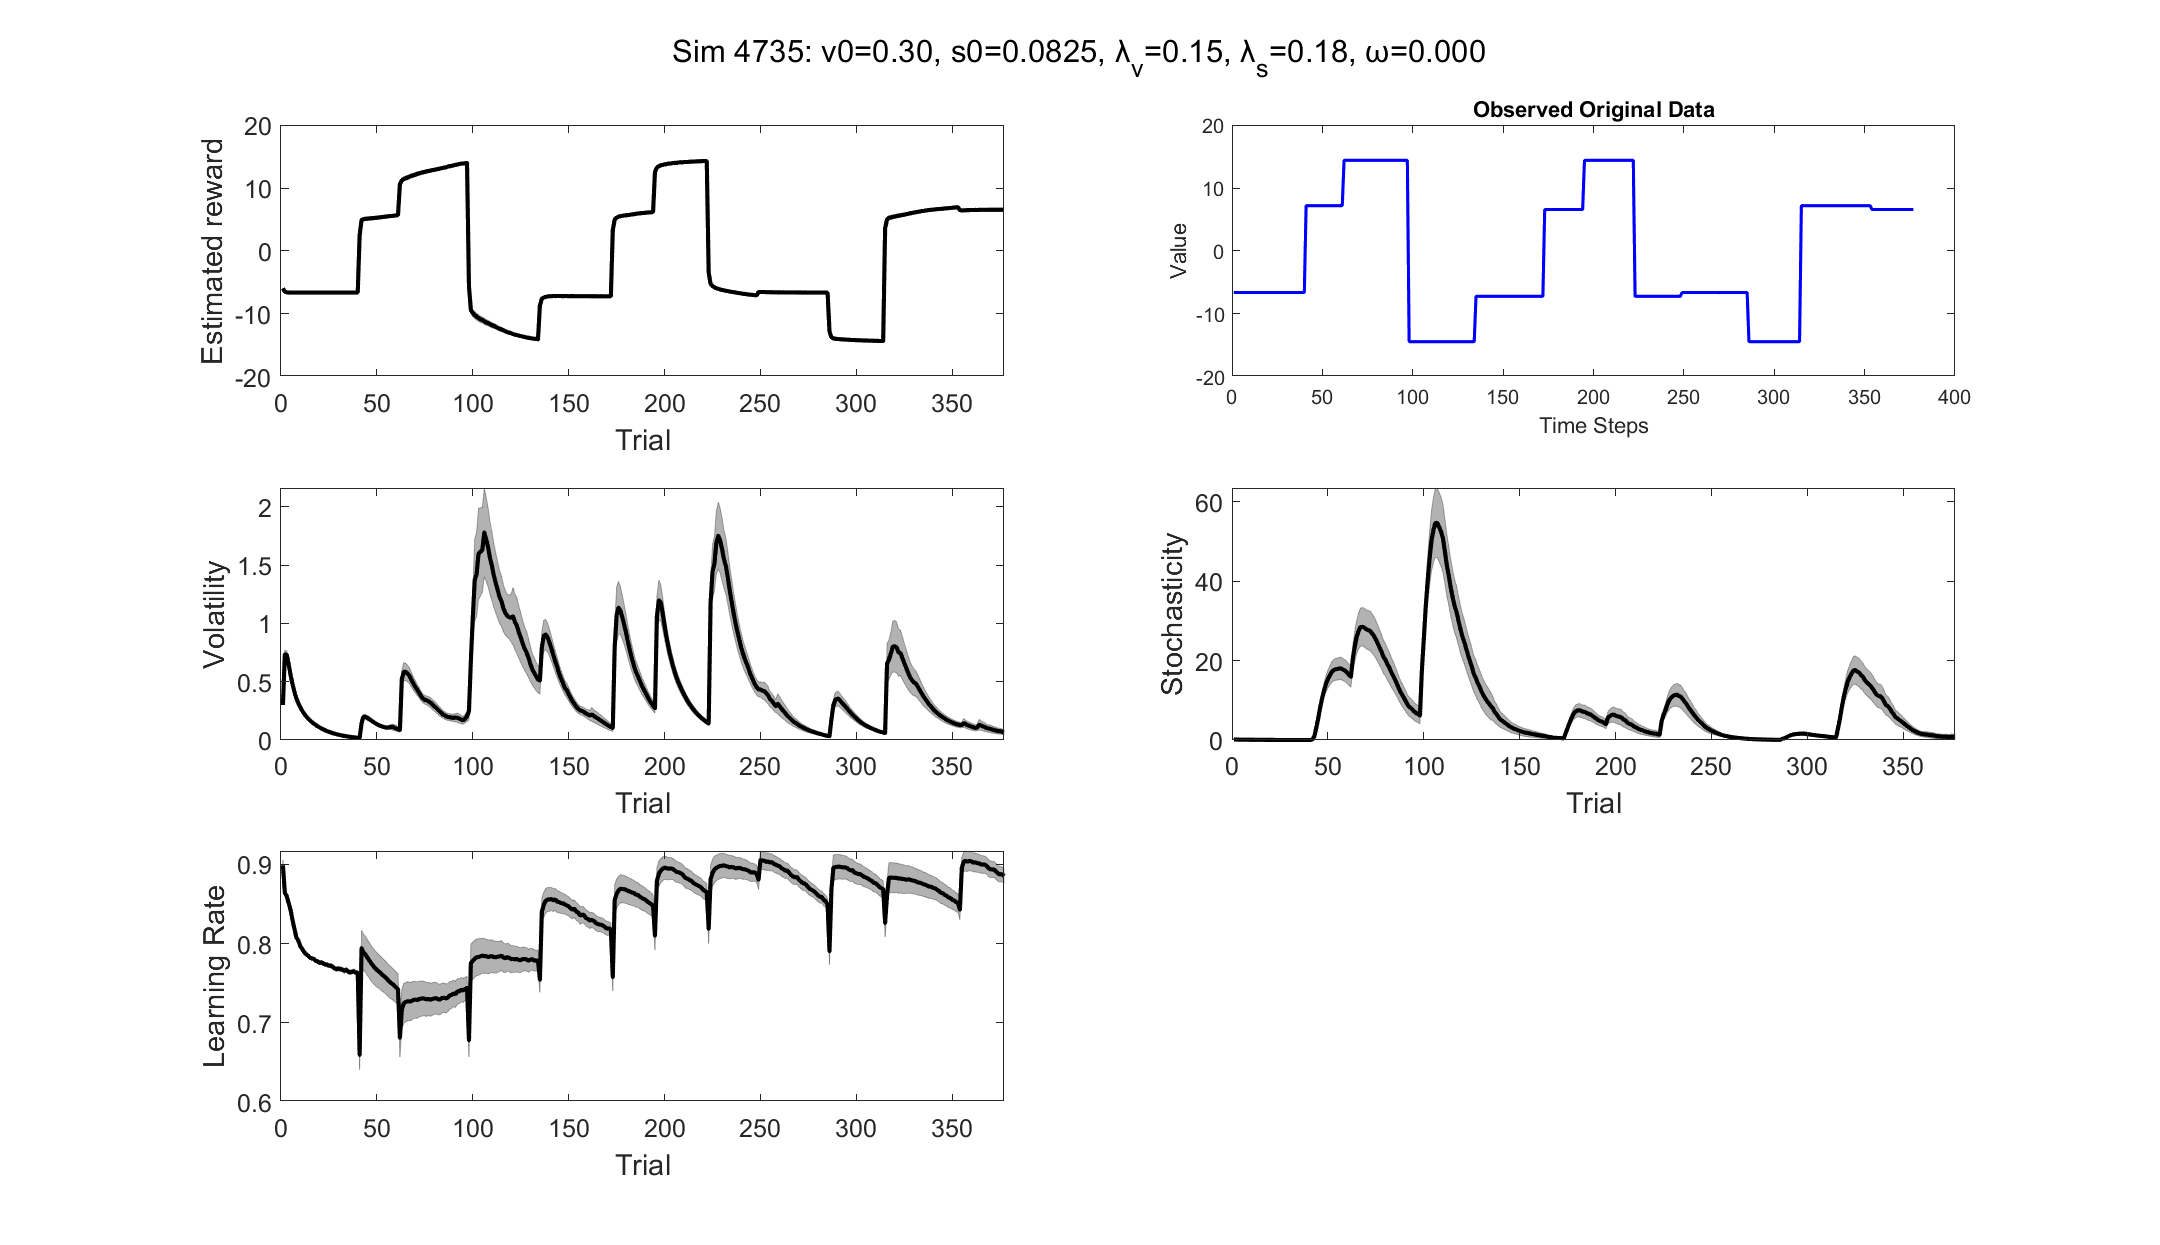 Sim 4735: v0=0.30, s0=0.0825, λv=0.15, λs=0.18, ω=0.000
Estimated reward
20
10
0
-10
-20
0 50 100 150 200 250 300 350
Trial
Observed Original Data
Value
20
10
0
-10
-20
0 50 100 150 200 250 300 350 400
Time Steps
Volatility
2
1.5
1
0.5
0
0 50 100 150 200 250 300 350
Trial
Stochasticity
60
40
20
0
0 50 100 150 200 250 300 350
Trial
Learning Rate
0.9
0.8
0.7
0.6
0 50 100 150 200 250 300 350
Trial